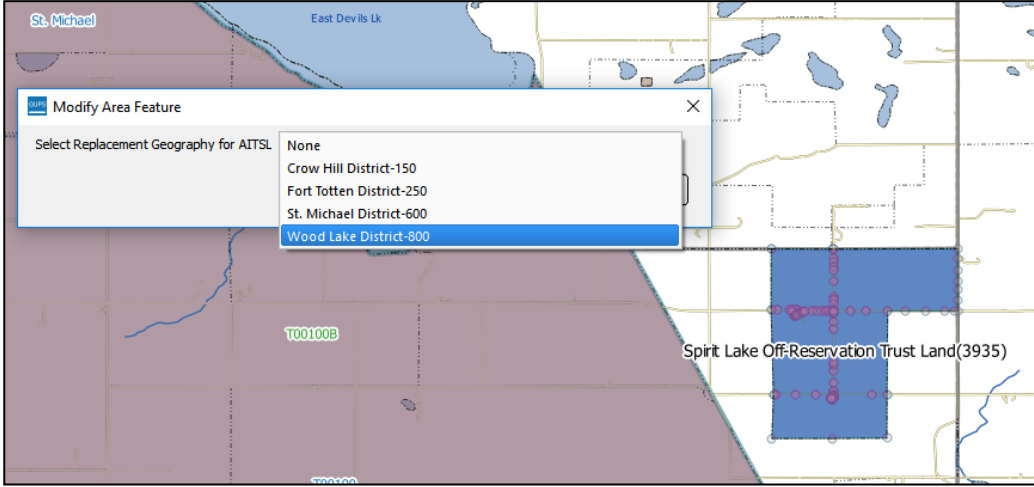 St. Michael
East Devils Lk
GUPS
Modify Area Feature
Select Replacement Geography for AITSL
None
Crow Hill District-150
Fort Totten District-250
St. Michael District-600
Wood Lake District-800
T00100B
Spirit Lake Off-Reservation Trust Land(3935)
T00100